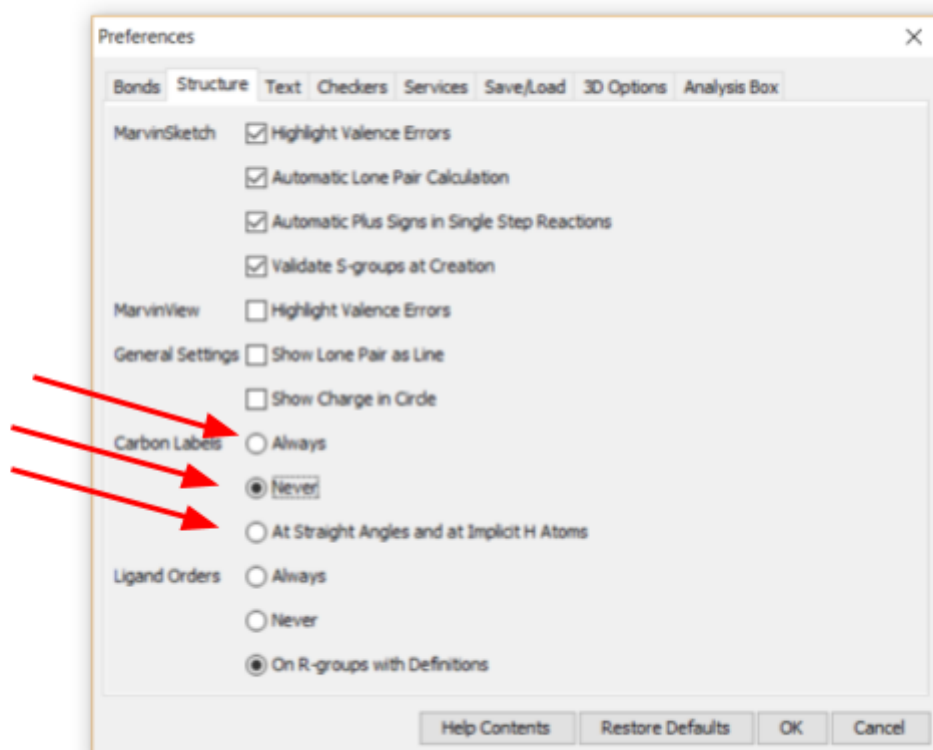 Preferences
Bonds Structure Text Checkers Services Save/Load 3D Options Analysis Box
MarvinSketch Highlight Valence Errors
Automatic Lone Pair Calculation
Automatic Plus Signs in Single Step Reactions
Validate S-groups at Creation
MarvinView Highlight Valence Errors
General Settings Show Lone Pair as Line
Show Charge in Circle
Carbon Labels Always
Never
At Straight Angles and at Implicit H Atoms
Ligand Orders Always
Never
On R-groups with Definitions
Help Contents Restore Defaults OK Cancel